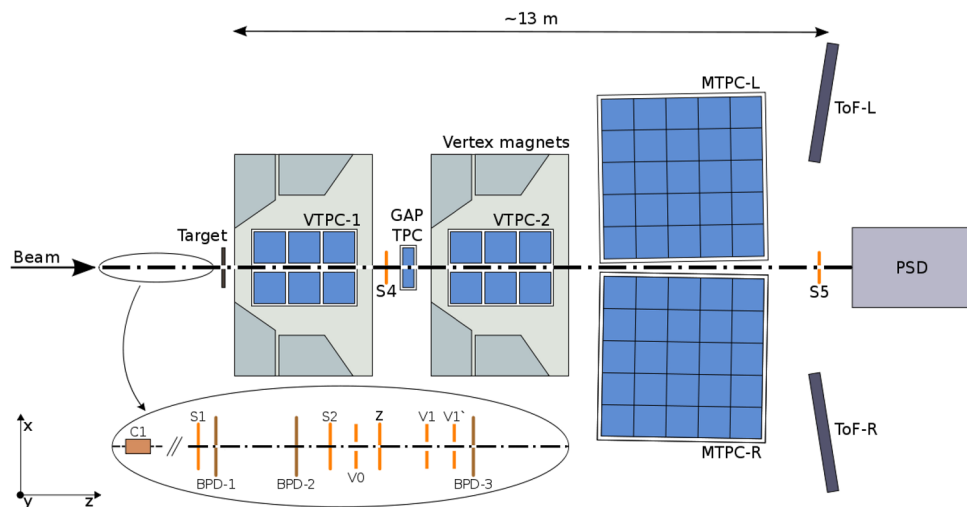 ~13 m
MTPC-L
ToF-L
Vertex magnets
VTPC-1
GAP
TPC
VTPC-2
Target
Beam
S4
S5
PSD
x
y
z
C1
S1
BPD-1
BPD-2
S2
V0
Z
V1
V1`
BPD-3
MTPC-R
ToF-R